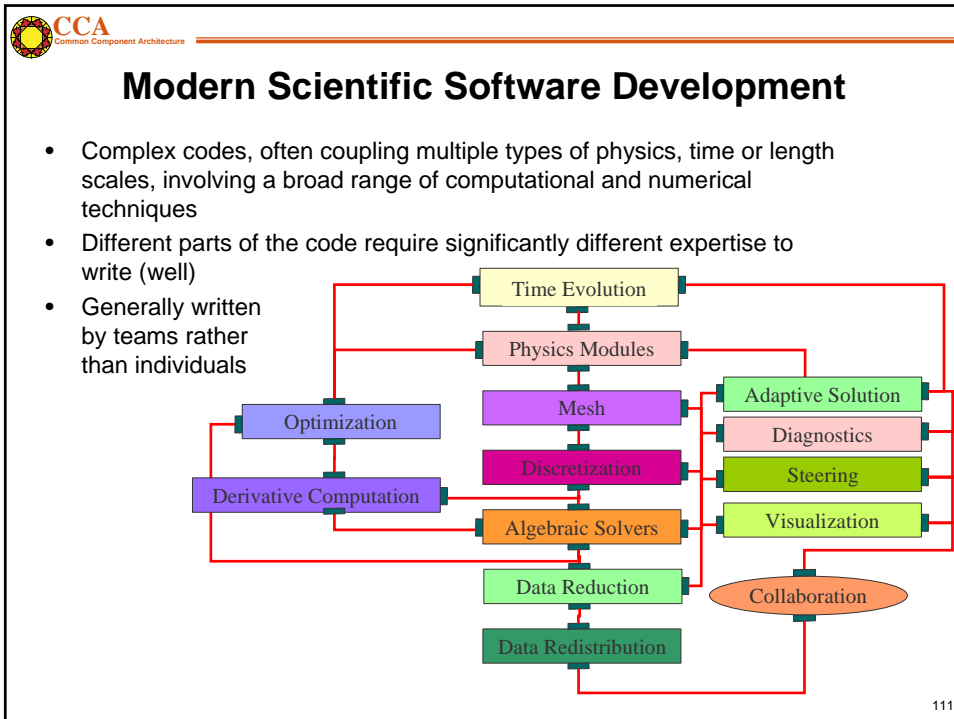 CCA
Common Component Architecture
Modern Scientific Software Development
• Complex codes, often coupling multiple types of physics, time or length
scales, involving a broad range of computational and numerical
techniques
• Different parts of the code require significantly different expertise to
write (well)
• Generally written
by teams rather
than individuals
Time Evolution
Physics Modules
Mesh
Discretization
Algebraic Solvers
Data Reduction
Data Redistribution
Optimization
Derivative Computation
Adaptive Solution
Diagnostics
Steering
Visualization
Collaboration
111